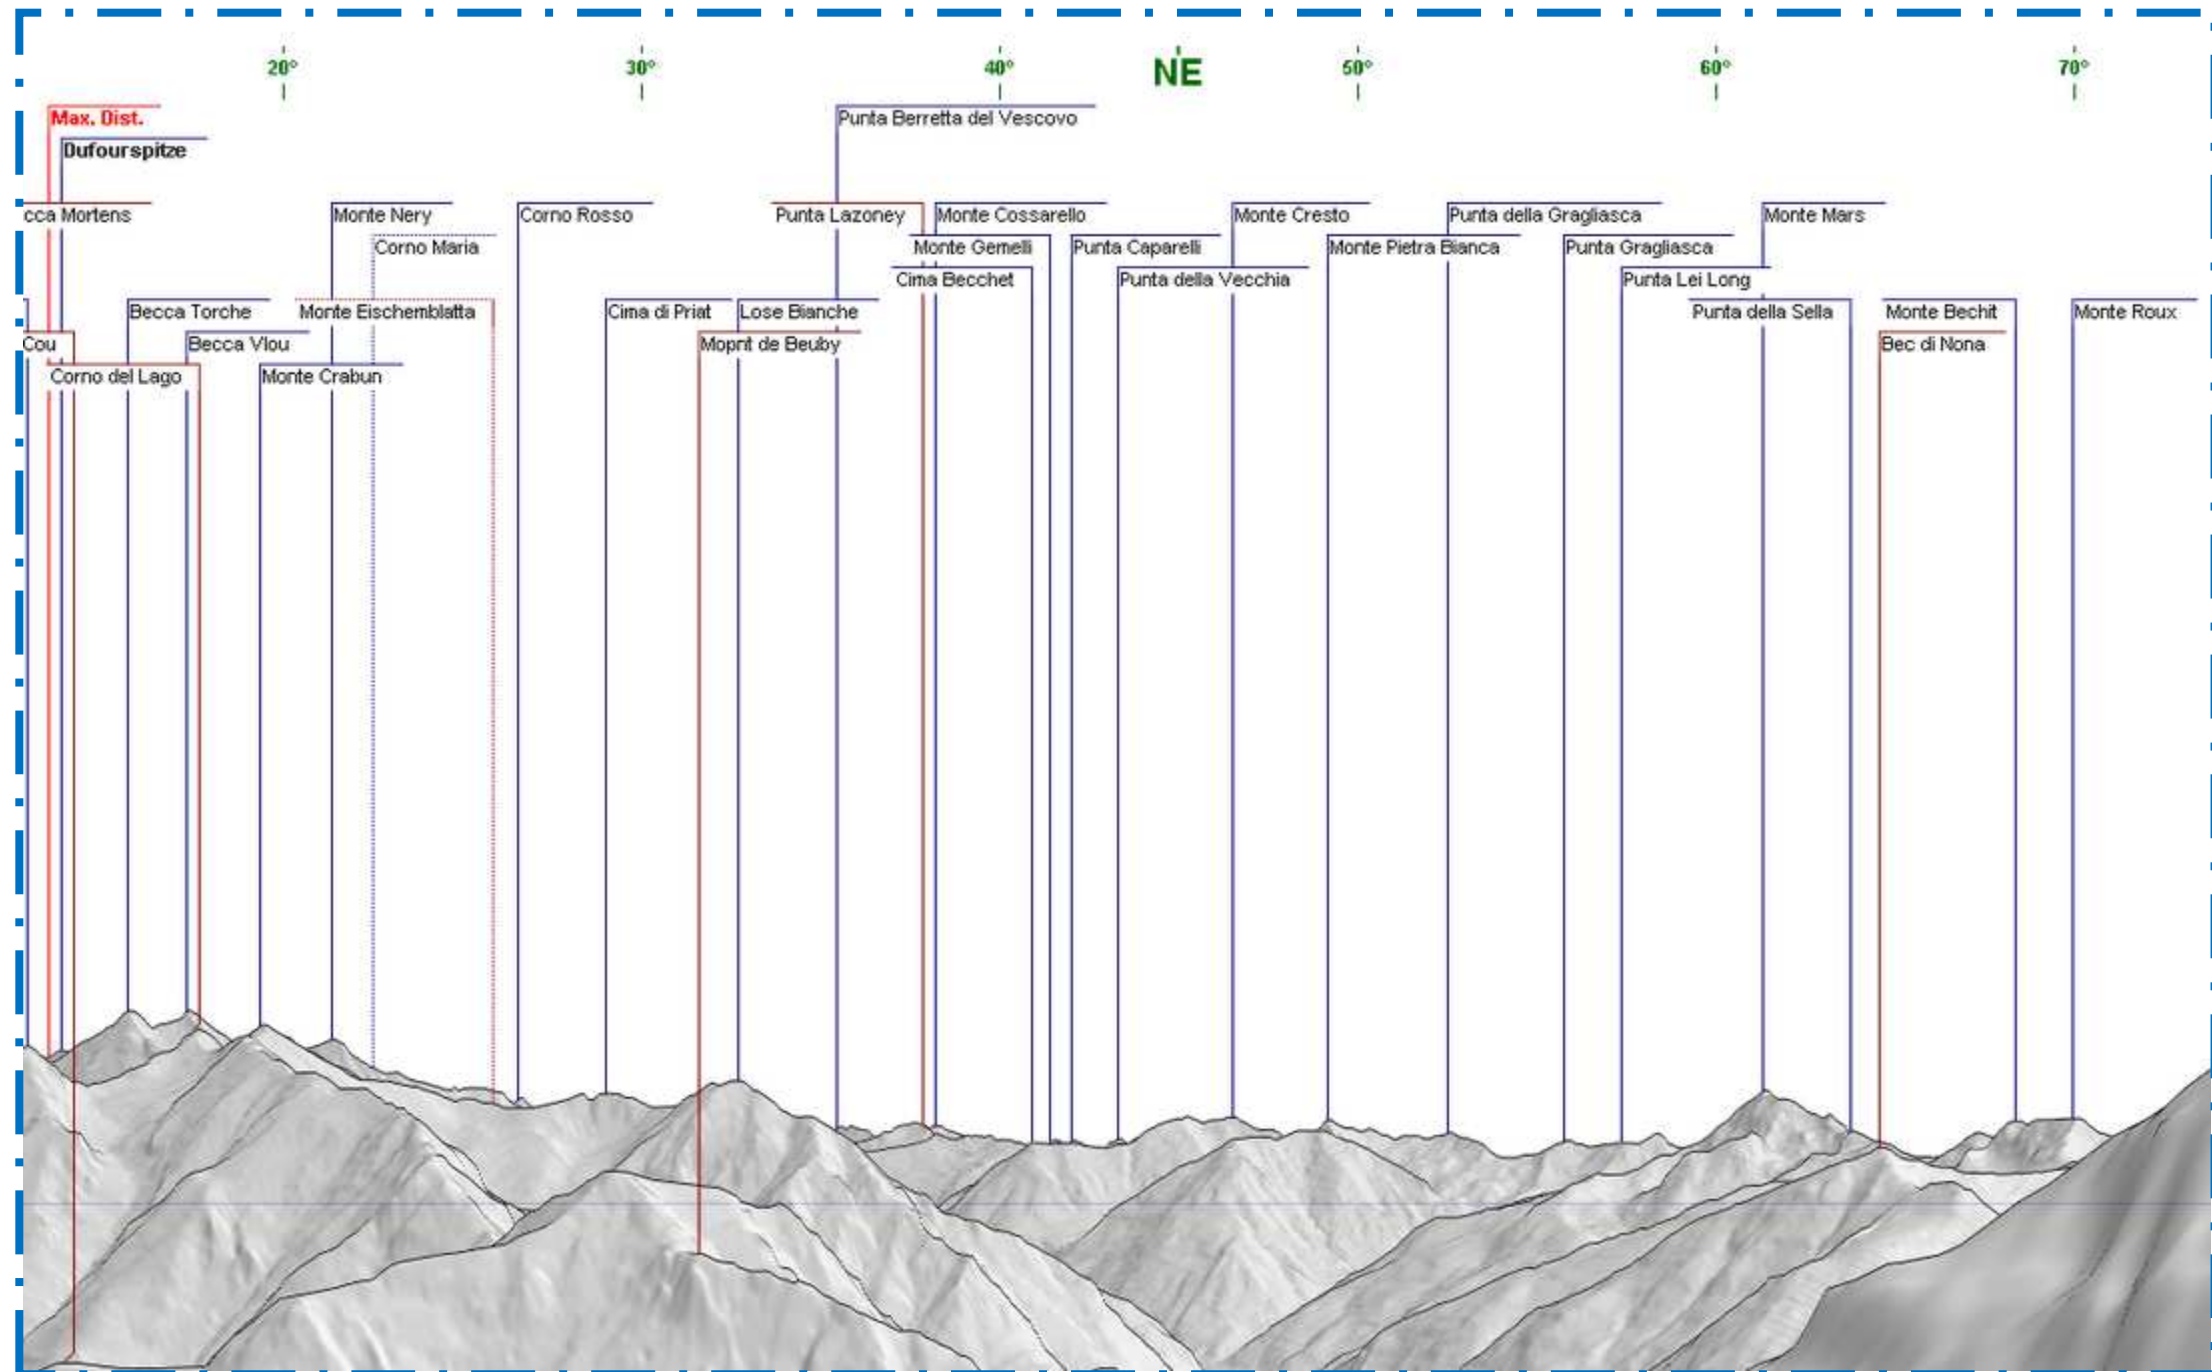 20°
30°
40°
NE
50°
60°
70°
Max. Dist.
Punta Berretta del Vescovo
Dufourspitze
cca Mortens
Monte Nery
Corno Rosso
Punta Lazoney
Monte Cossarello
Monte Cresto
Punta della Gragliasca
Monte Mars
Corno Maria
Monte Gemelli
Punta Caparelli
Monte Pietra Bianca
Punta Gragliasca
Cima Becchet
Punta della Vecchia
Punta Lei Long
Becca Torche
Monte Eischemblatta
Cima di Priat
Lose Bianche
Punta della Sella
Monte Bechit
Monte Roux
Cou
Becca Vlou
Mopnt de Beuby
Bec di Nona
Corno del Lago
Monte Crabun